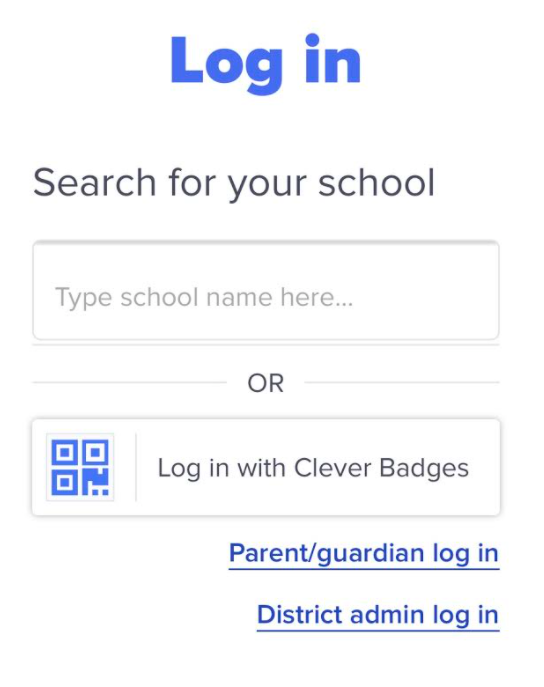 Log in
Search for your school
Type school name here...
OR
Log in with Clever Badges
Parent/guardian log in
District admin log in